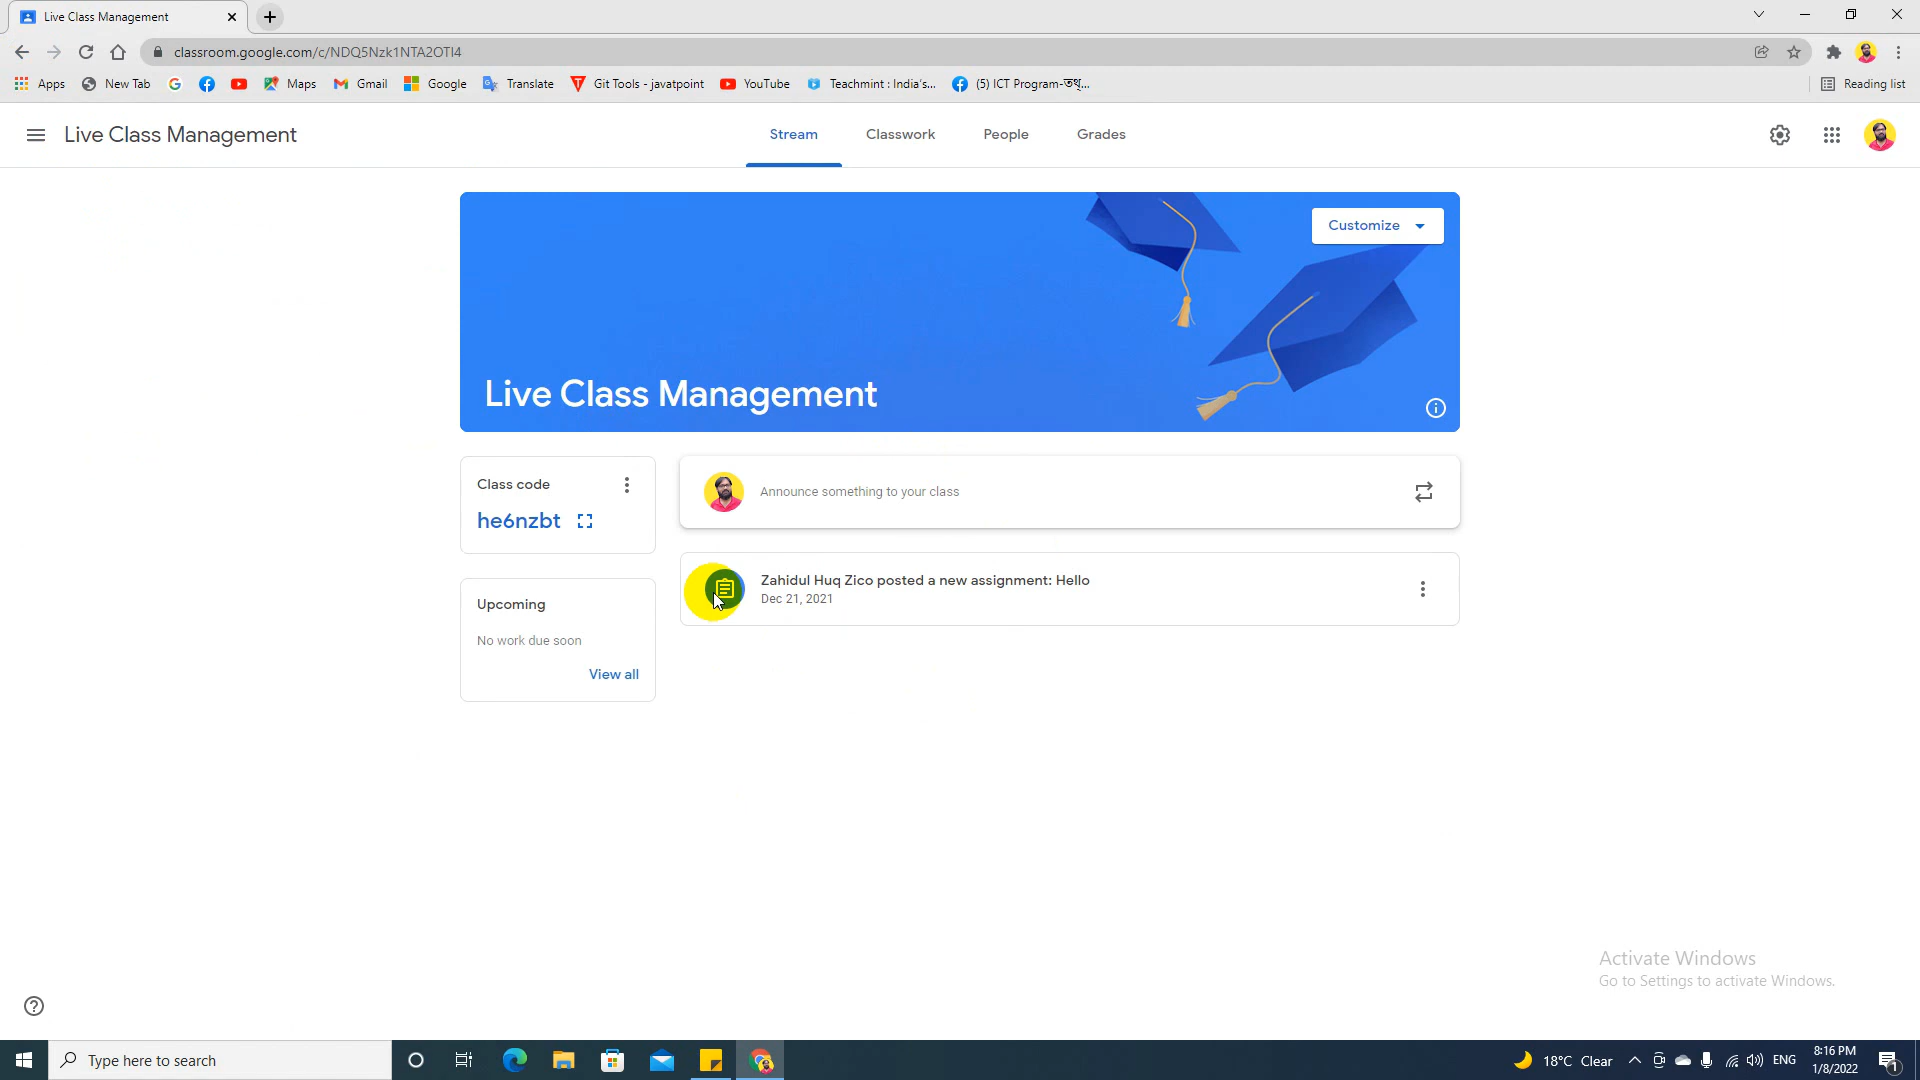 Live Class Management
classroom.google.com/c/NDQ5Nzk1NTA2OTI4
Apps New Tab Maps Gmail Google Translate Git Tools - javatpoint YouTube Teachmint : India's... (5) ICT Program-তথ্... Reading list
Live Class Management
Stream Classwork People Grades
Customize
Live Class Management
Class code
he6nzbt
Announce something to your class
Zahidul Huq Zico posted a new assignment: Hello
Dec 21, 2021
Upcoming
No work due soon
View all
Activate Windows
Go to Settings to activate Windows.
Type here to search
18°C Clear
ENG
8:16 PM
1/8/2022
1